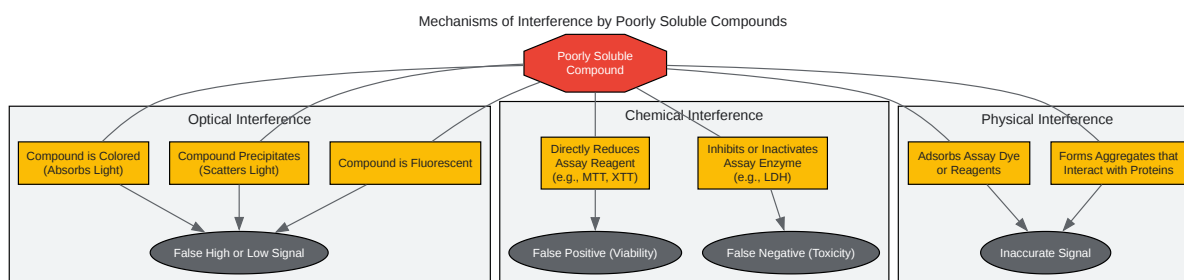 Mechanisms of Interference by Poorly Soluble Compounds
Poorly Soluble
Compound
Optical Interference
Compound is Colored
(Absorbs Light)
Compound Precipitates
(Scatters Light)
Compound is Fluorescent
False High or Low Signal
Chemical Interference
Directly Reduces
Assay Reagent
(e.g., MTT, XTT)
Inhibits or Inactivates
Assay Enzyme
(e.g., LDH)
False Positive (Viability)
False Negative (Toxicity)
Physical Interference
Adsorbs Assay Dye
or Reagents
Forms Aggregates that
Interact with Proteins
Inaccurate Signal